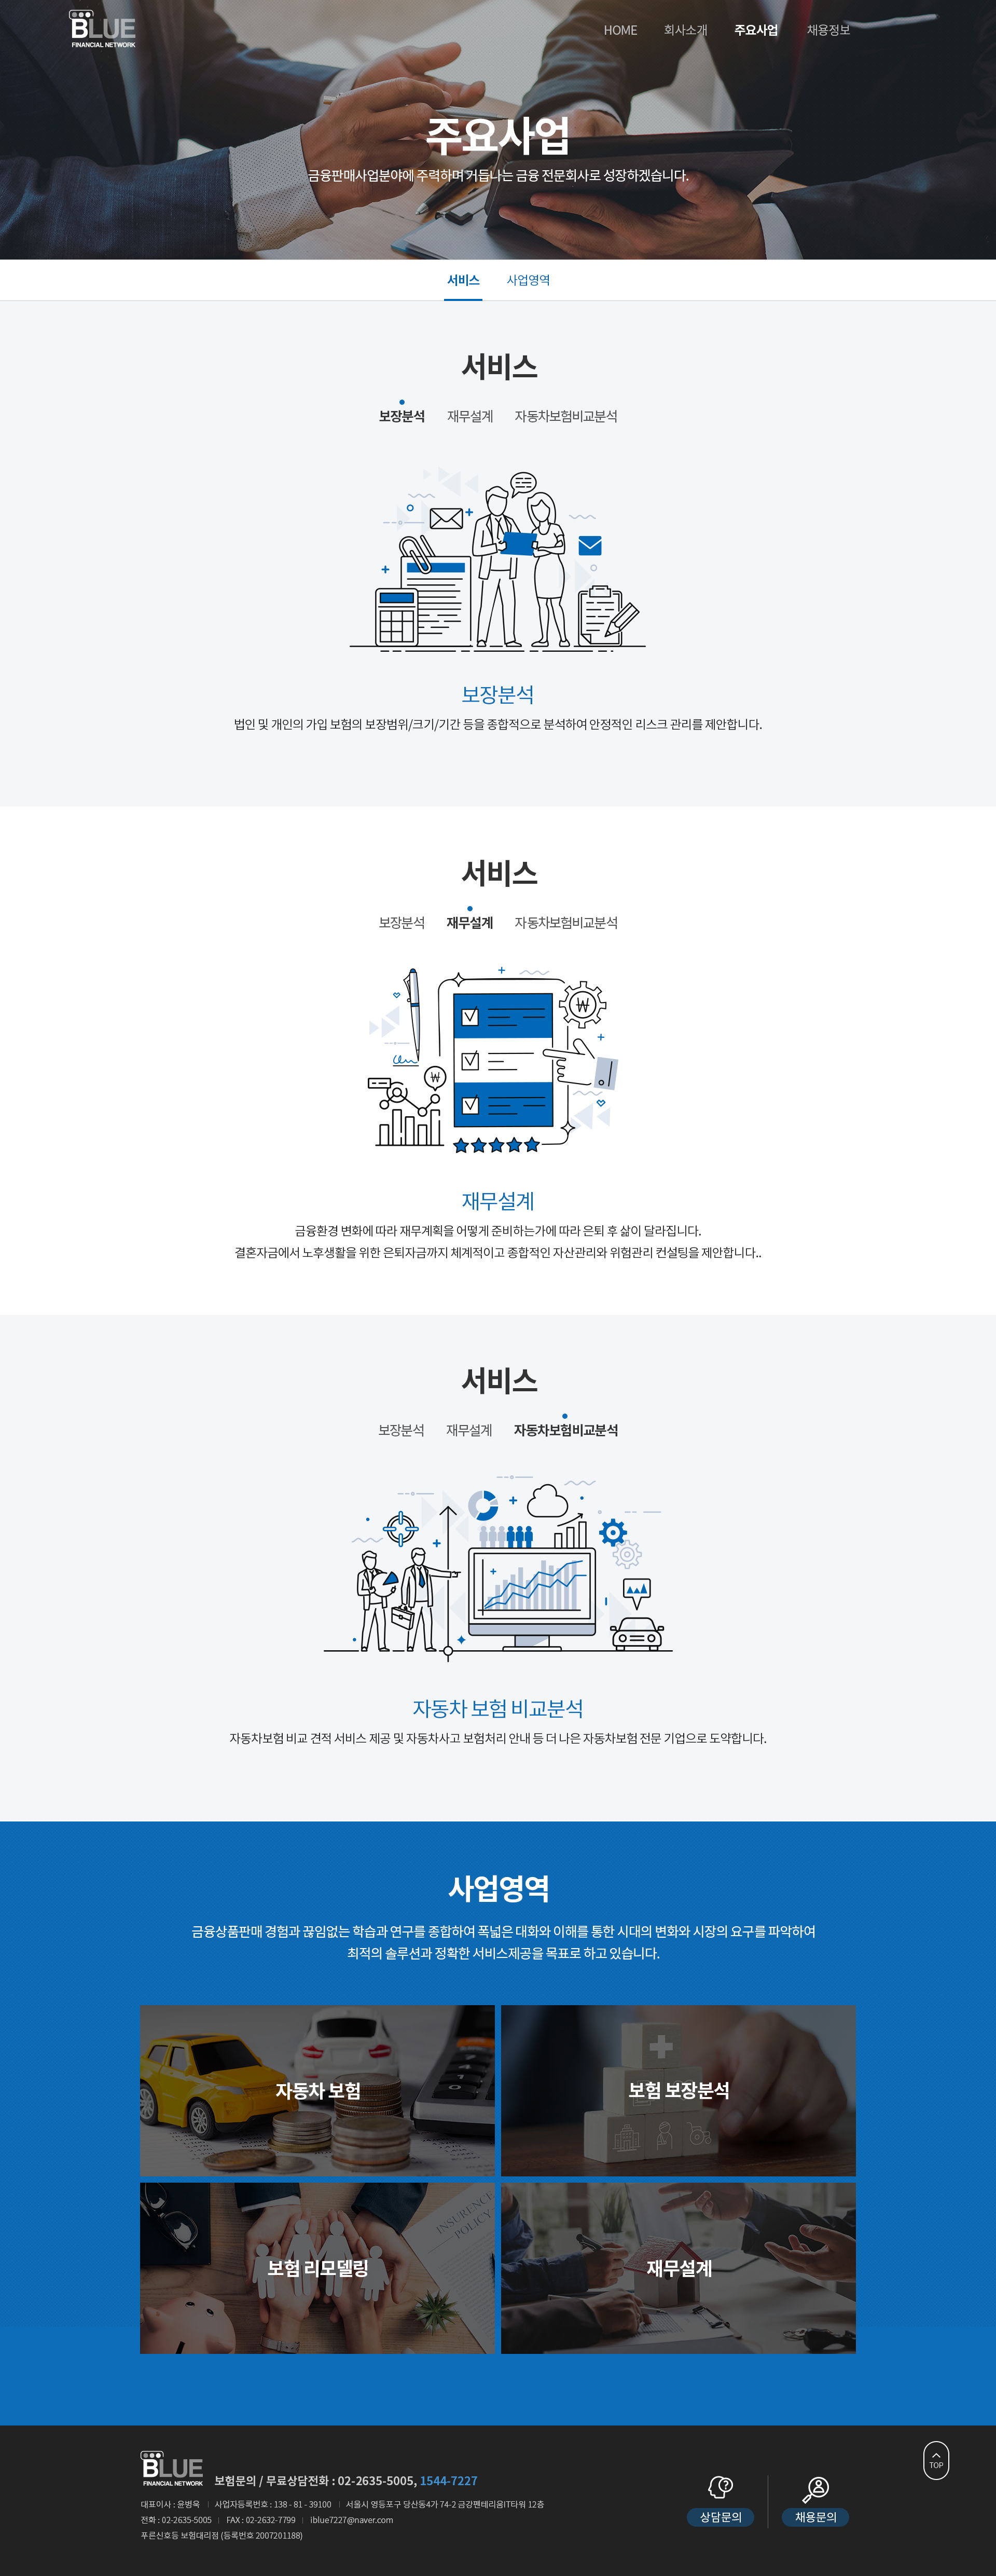 BLUE
FINANCIAL NETWORK
HOME 회사소개 주요사업 채용정보
주요사업
금융판매사업분야에 주력하며 거듭나는 금융 전문회사로 성장하겠습니다.
서비스 사업영역
서비스
보장분석 재무설계 자동차보험비교분석
보장분석
법인 및 개인의 가입 보험의 보장범위/크기/기간 등을 종합적으로 분석하여 안정적인 리스크 관리를 제안합니다.
서비스
보장분석 재무설계 자동차보험비교분석
₩
₩
재무설계
금융환경 변화에 따라 재무계획을 어떻게 준비하는가에 따라 은퇴 후 삶이 달라집니다.
결혼자금에서 노후생활을 위한 은퇴자금까지 체계적이고 종합적인 자산관리와 위험관리 컨설팅을 제안합니다..
서비스
보장분석 재무설계 자동차보험비교분석
자동차 보험 비교분석
자동차보험 비교 견적 서비스 제공 및 자동차사고 보험처리 안내 등 더 나은 자동차보험 전문 기업으로 도약합니다.
사업영역
금융상품판매 경험과 끊임없는 학습과 연구를 종합하여 폭넓은 대화와 이해를 통한 시대의 변화와 시장의 요구를 파악하여
최적의 솔루션과 정확한 서비스제공을 목표로 하고 있습니다.
자동차 보험
보험 보장분석
INSURENCE
POLICY
보험 리모델링
재무설계
BLUE
FINANCIAL NETWORK
보험문의 / 무료상담전화 : 02-2635-5005, 1544-7227
대표이사 : 윤병욱 | 사업자등록번호 : 138 - 81 - 39100 | 서울시 영등포구 당산동4가 74-2 금강펜테리움IT타워 12층
전화 : 02-2635-5005 | FAX : 02-2632-7799 | iblue7227@naver.com
푸른신호등 보험대리점 (등록번호 2007201188)
상담문의
채용문의
TOP